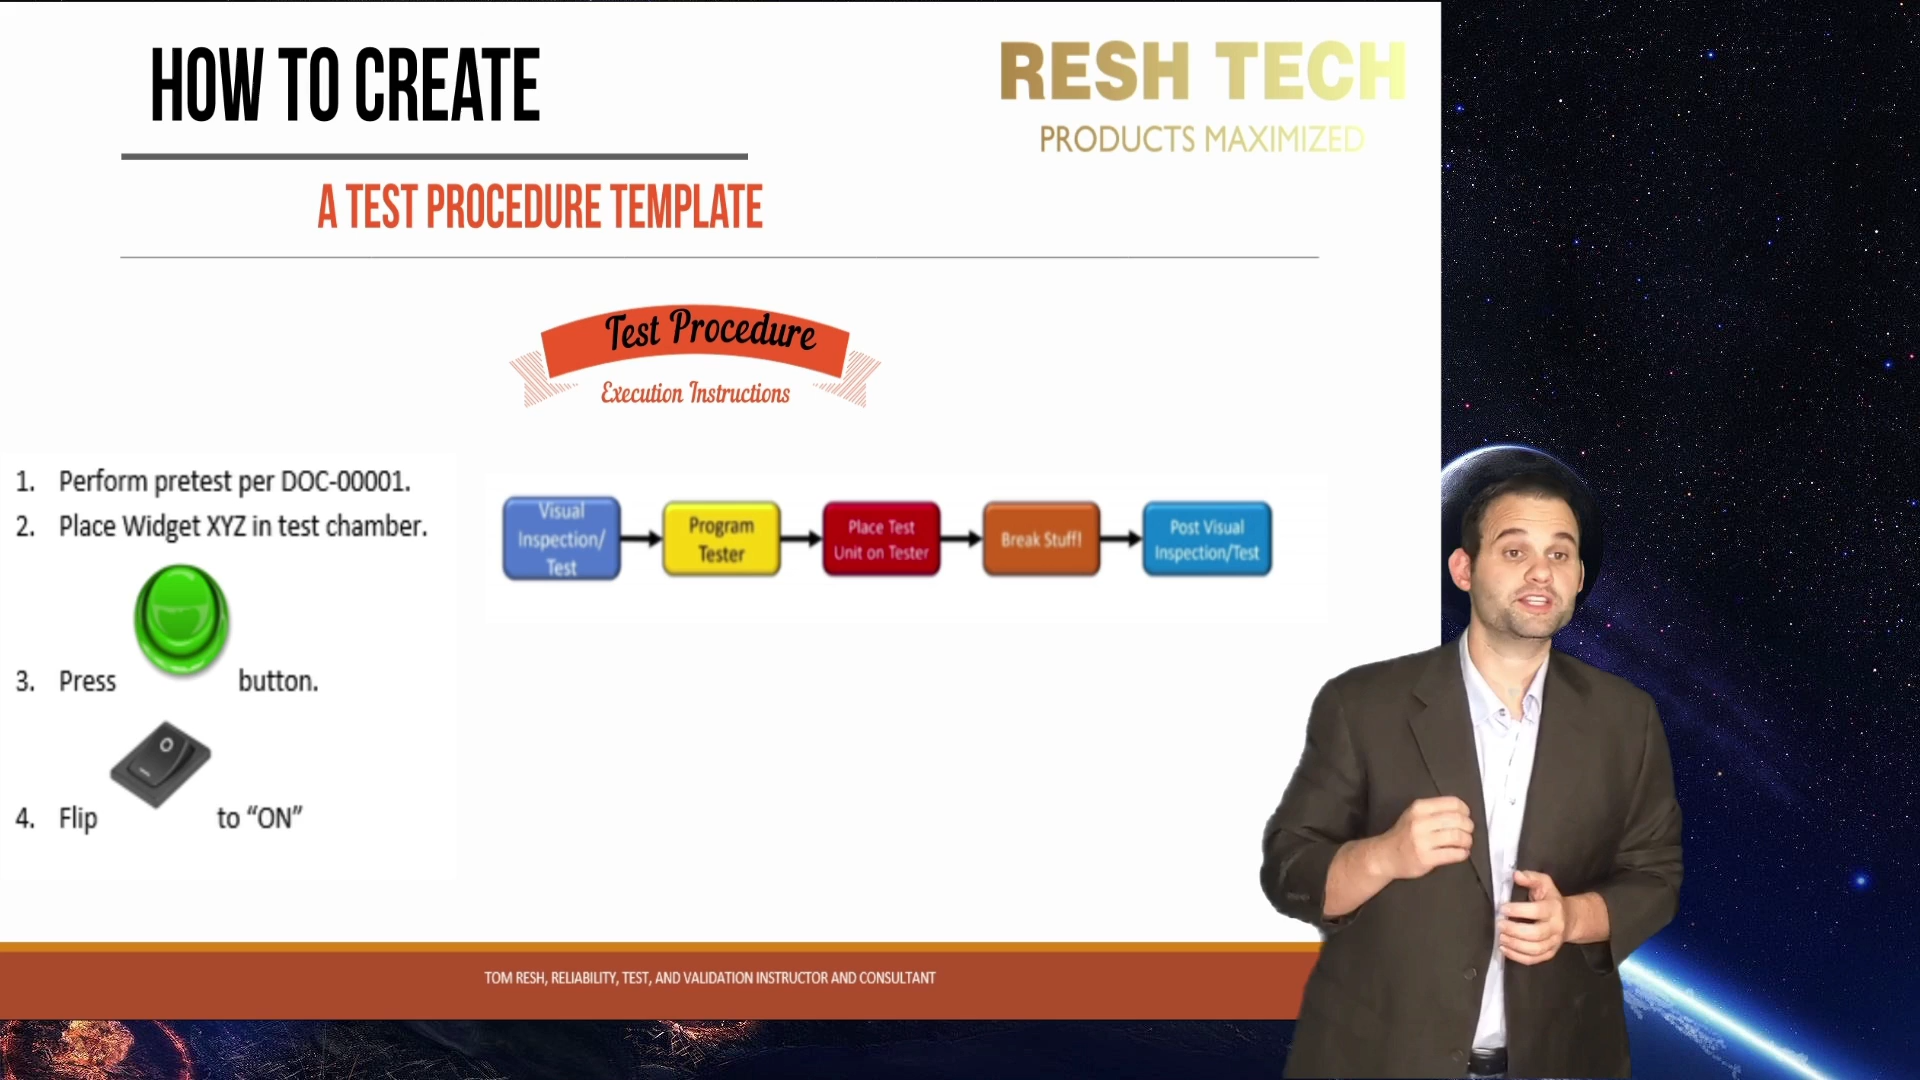 HOW TO CREATE
RESH TECH
PRODUCTS MAXIMIZED
A TEST PROCEDURE TEMPLATE
Test Procedure
Execution Instructions
1. Perform pretest per DOC-00001.
2. Place Widget XYZ in test chamber.
3. Press button.
4. Flip to “ON”
Visual
Inspection/
Test
Program
Tester
Place Test
Unit on Tester
Break Stuff!
Post Visual
Inspection/Test
TOM RESH, RELIABILITY, TEST, AND VALIDATION INSTRUCTOR AND CONSULTANT